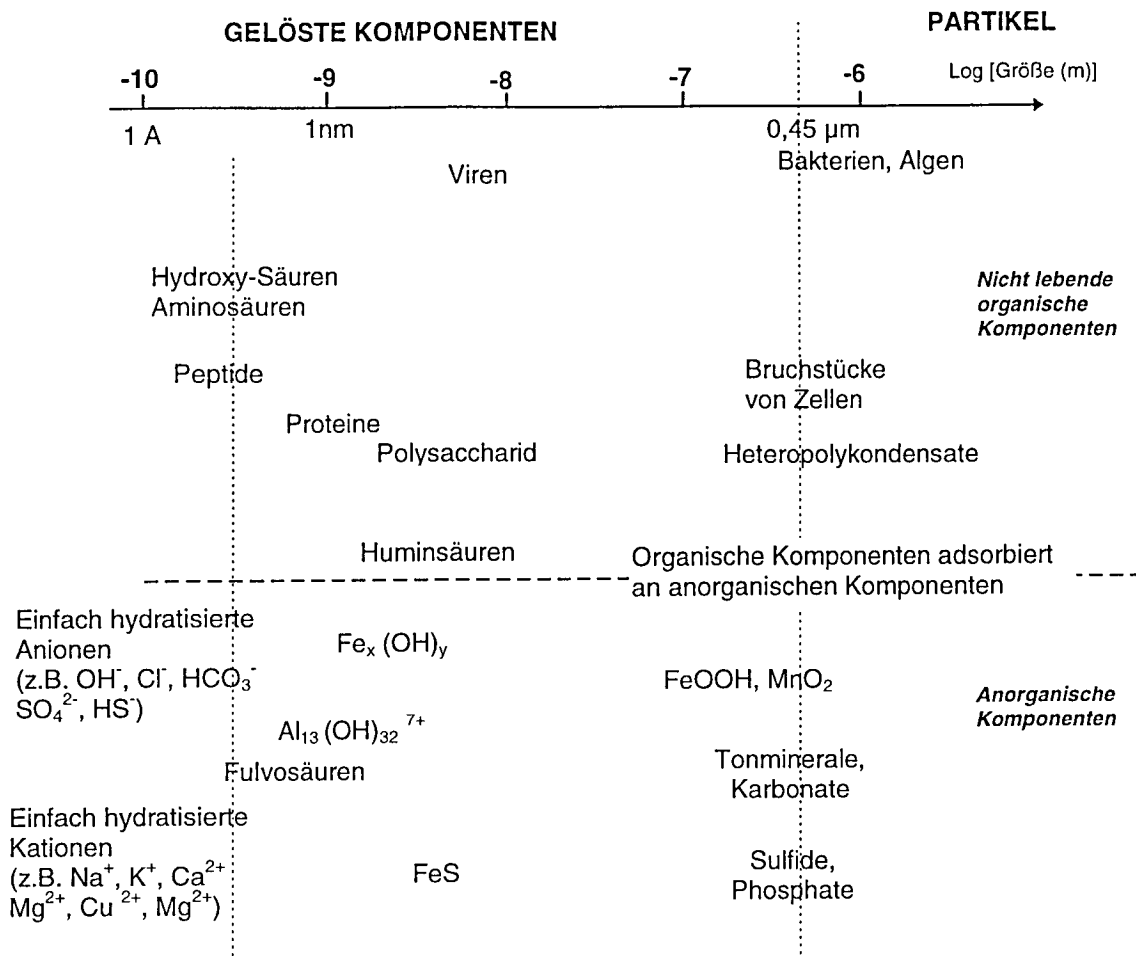 GELÖSTE KOMPONENTEN
PARTIKEL
-10 -9 -8 -7 -6 Log [Größe (m)]
1 A 1nm 0,45 µm
Viren
Bakterien, Algen
Hydroxy-Säuren
Aminosäuren
Nicht lebende
organische
Komponenten
Peptide
Bruchstücke
von Zellen
Proteine
Polysaccharid
Heteropolykondensate
Huminsäuren
Organische Komponenten adsorbiert
an anorganischen Komponenten
Einfach hydratisierte
Anionen
(z.B. OH⁻, Cl⁻, HCO₃⁻
SO₄²⁻, HS⁻)
Feₓ (OH)ᵧ
FeOOH, MnO₂
Anorganische
Komponenten
Al₁₃ (OH)₃₂ ⁷⁺
Fulvosäuren
Tonminerale,
Karbonate
Einfach hydratisierte
Kationen
(z.B. Na⁺, K⁺, Ca²⁺
Mg²⁺, Cu ²⁺, Mg²⁺)
FeS
Sulfide,
Phosphate